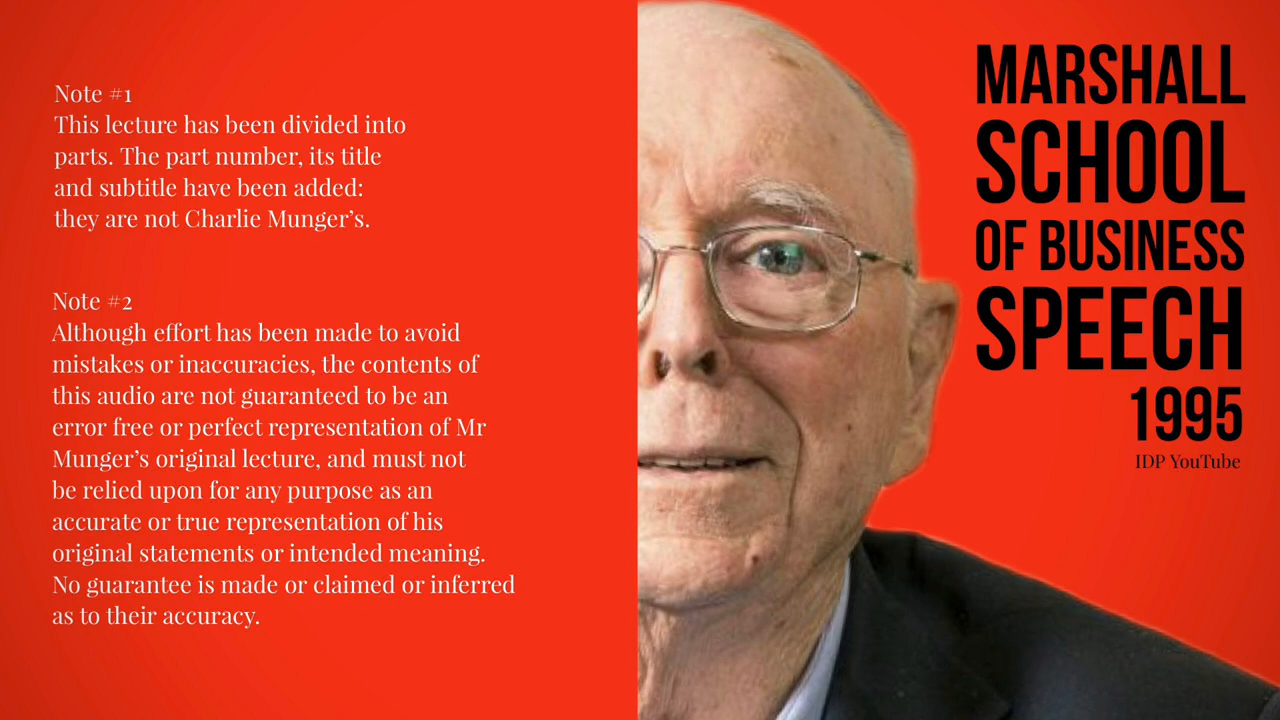 Note #1
This lecture has been divided into
parts. The part number, its title
and subtitle have been added:
they are not Charlie Munger’s.
Note #2
Although effort has been made to avoid
mistakes or inaccuracies, the contents of
this audio are not guaranteed to be an
error free or perfect representation of Mr
Munger’s original lecture, and must not
be relied upon for any purpose as an
accurate or true representation of his
original statements or intended meaning.
No guarantee is made or claimed or inferred
as to their accuracy.
MARSHALL
SCHOOL
OF BUSINESS
SPEECH
1995
IDP YouTube